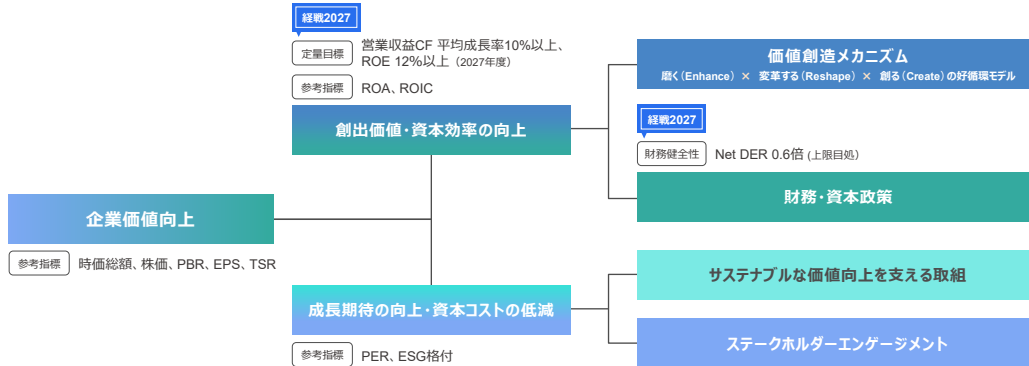 経戦2027
定量目標
営業収益CF 平均成長率10%以上、
ROE 12%以上（2027年度）
参考指標
ROA、ROIC
創出価値・資本効率の向上
価値創造メカニズム
磨く（Enhance） × 変革する（Reshape） × 創る（Create）の好循環モデル
経戦2027
財務健全性
Net DER 0.6倍 (上限目処)
財務・資本政策
企業価値向上
参考指標
時価総額、株価、PBR、EPS、TSR
成長期待の向上・資本コストの低減
参考指標
PER、ESG格付
サステナブルな価値向上を支える取組
ステークホルダーエンゲージメント